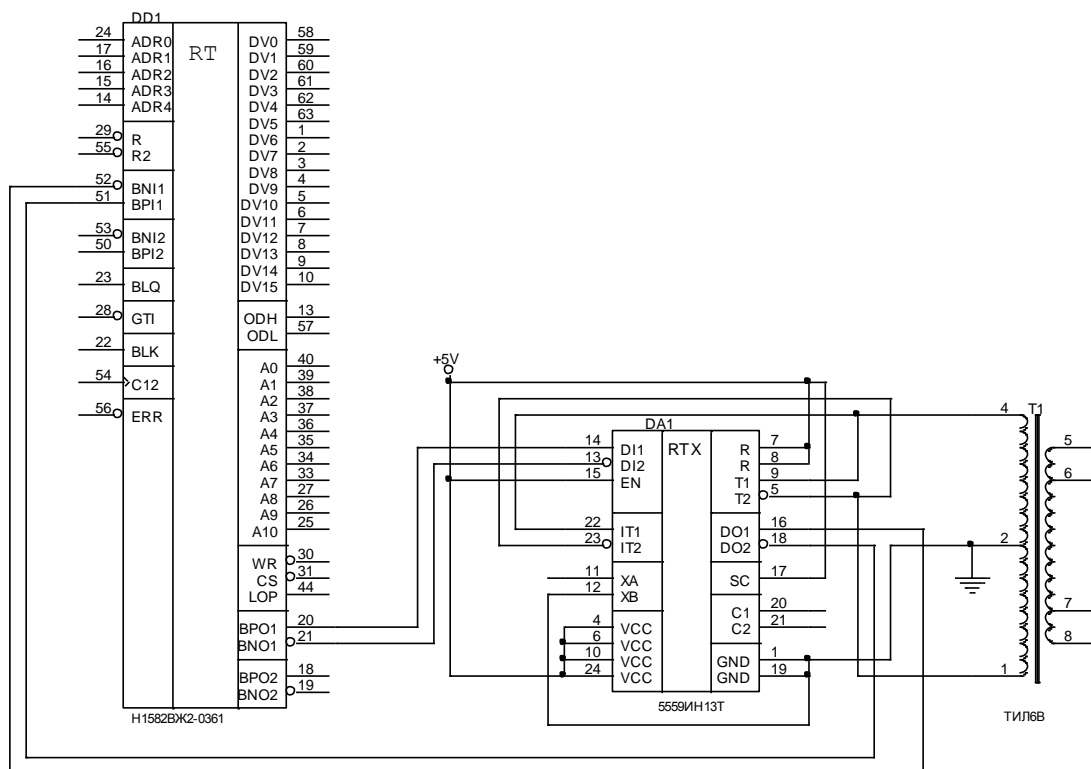 DD1
RT
24 ADR0
17 ADR1
16 ADR2
15 ADR3
14 ADR4
29 R
55 R2
52 BNI1
51 BPI1
53 BNI2
50 BPI2
23 BLQ
28 GTI
22 BLK
54 C12
56 ERR
DV0 58
DV1 59
DV2 60
DV3 61
DV4 62
DV5 63
DV6 1
DV7 2
DV8 3
DV9 4
DV10 5
DV11 6
DV12 7
DV13 8
DV14 9
DV15 10
ODH 13
ODL 57
A0 40
A1 39
A2 38
A3 37
A4 36
A5 35
A6 34
A7 33
A8 27
A9 26
A10 25
WR 30
CS 31
LOP 44
BPO1 20
BNO1 21
BPO2 18
BNO2 19
Н1582ВЖ2-0361
+5V
DA1
RTX
14 DI1
13 DI2
15 EN
22 IT1
23 IT2
11 XA
12 XB
4 VCC
6 VCC
10 VCC
24 VCC
R 7
R 8
T1 9
T2 5
DO1 16
DO2 18
SC 17
C1 20
C2 21
GND 1
GND 19
5559ИН13Т
T1
4
2
1
5
6
7
8
ТИЛ6В